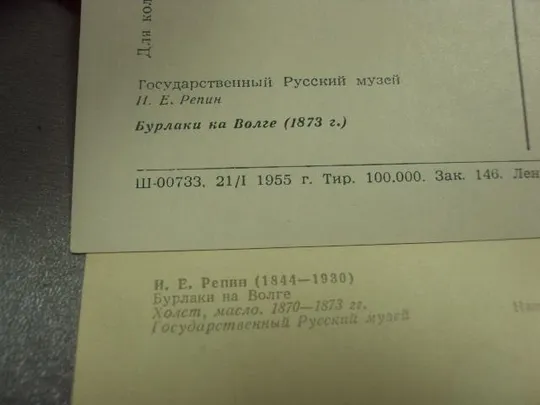 Для
Государственный Русский музей
И. Е. Репин
Бурлаки на Волге (1873 г.)
Ш-00733. 21/I 1955 г. Тир. 100.000. Зак. 146.
И. Е. Репин (1844—1930)
Бурлаки на Волге
Холст, масло. 1870—1873 гг.
Государственный Русский музей